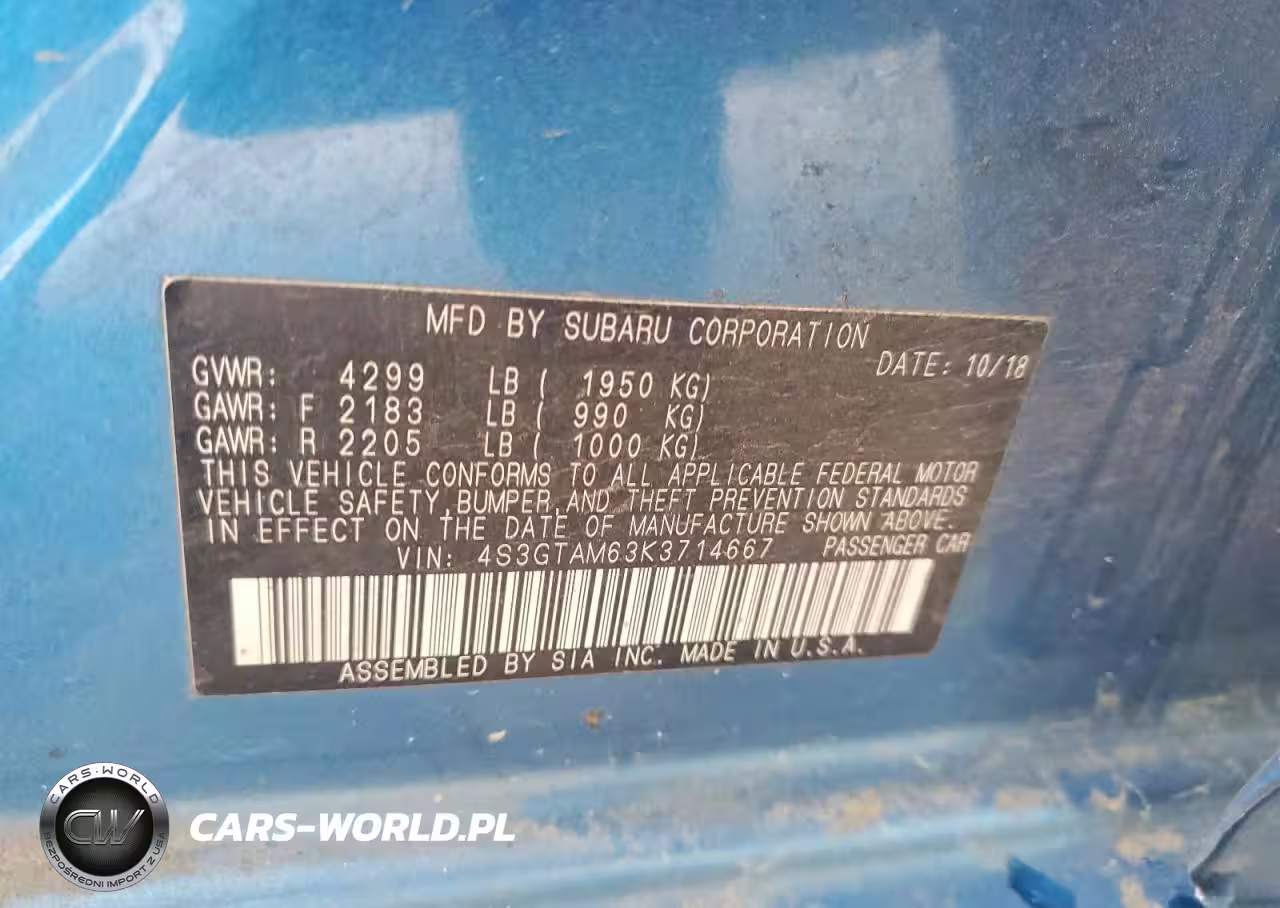 MFD BY SUBARU CORPORATION
DATE: 10/18
GVWR: 4299 LB ( 1950 KG)
GAWR: F 2183 LB ( 990 KG)
GAWR: R 2205 LB ( 1000 KG)
THIS VEHICLE CONFORMS TO ALL APPLICABLE FEDERAL MOTOR
VEHICLE SAFETY, BUMPER, AND THEFT PREVENTION STANDARDS
IN EFFECT ON THE DATE OF MANUFACTURE SHOWN ABOVE.
VIN: 4S3GTAM63K3714667 PASSENGER CAR
ASSEMBLED BY SIA INC. MADE IN U.S.A.
CARS-WORLD
CW
BEZPOŚREDNI IMPORT Z USA
CARS-WORLD.PL